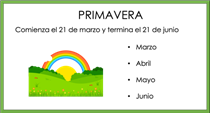 PRIMAVERA
Comienza el 21 de marzo y termina el 21 de junio
Marzo
Abril
Mayo
Junio